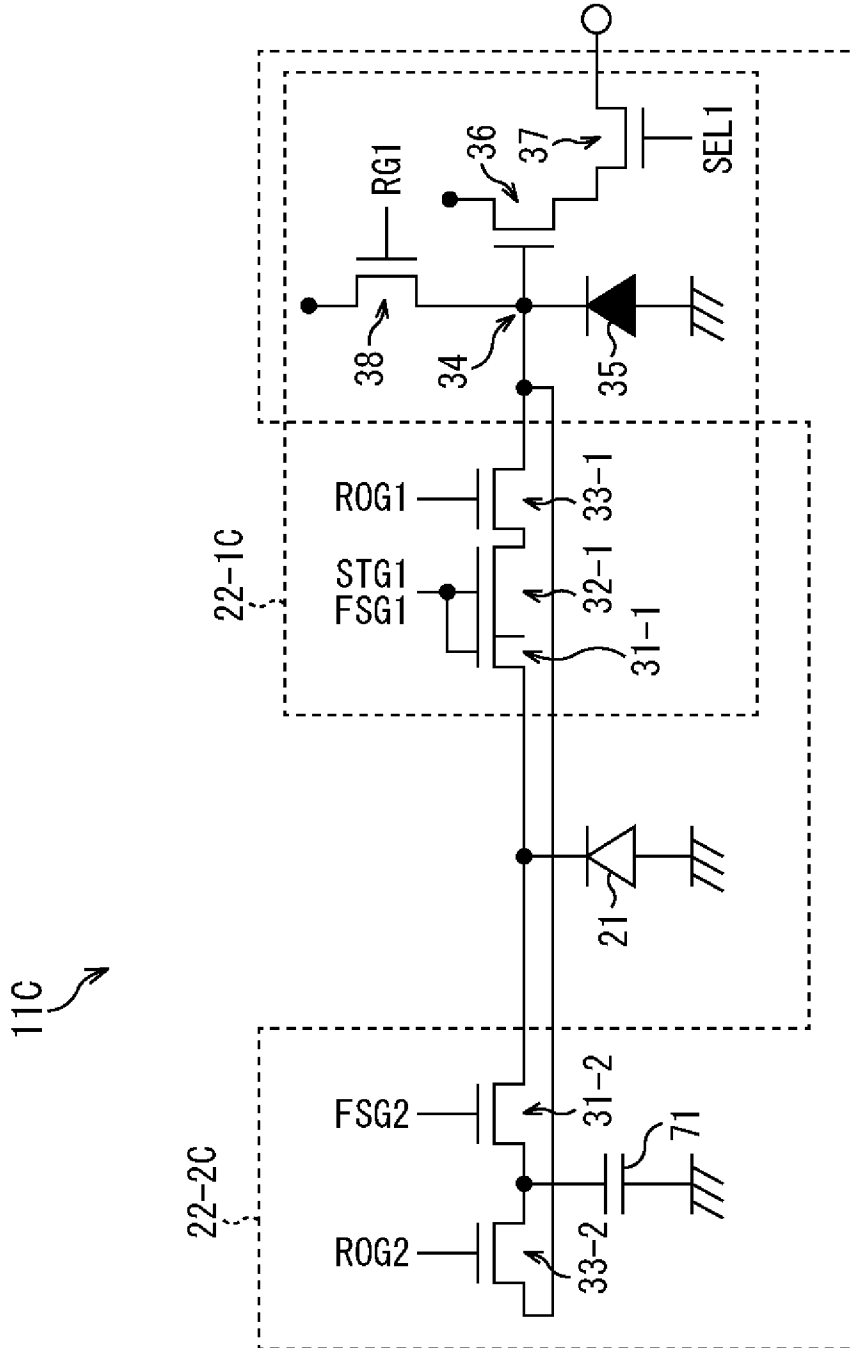 11C
22-2C
22-1C
ROG2
FSG2
STG1
FSG1
ROG1
RG1
33-2
31-2
71
21
31-1
32-1
33-1
38
34
35
36
37
SEL1